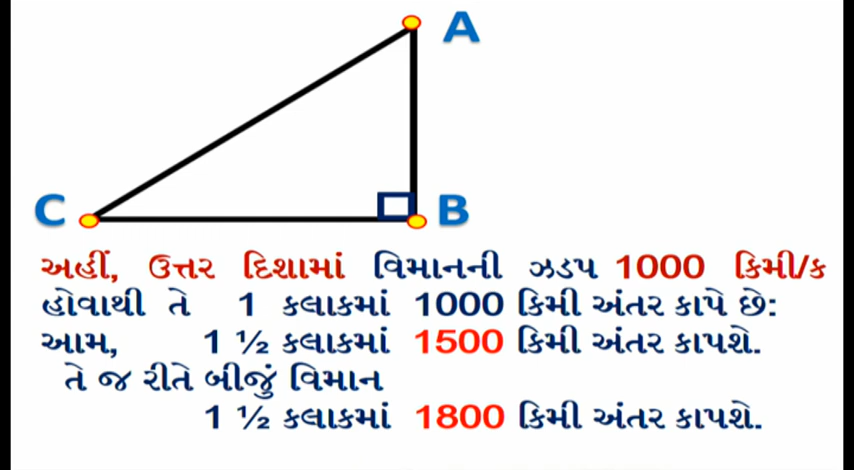 A
C
B
અહીં, ઉત્તર દિશામાં વિમાનની ઝડપ 1000 કિમી/ક
હોવાથી તે 1 કલાકમાં 1000 કિમી અંતર કાપે છે:
આમ, 1 ½ કલાકમાં 1500 કિમી અંતર કાપશે.
તે જ રીતે બીજું વિમાન
1 ½ કલાકમાં 1800 કિમી અંતર કાપશે.